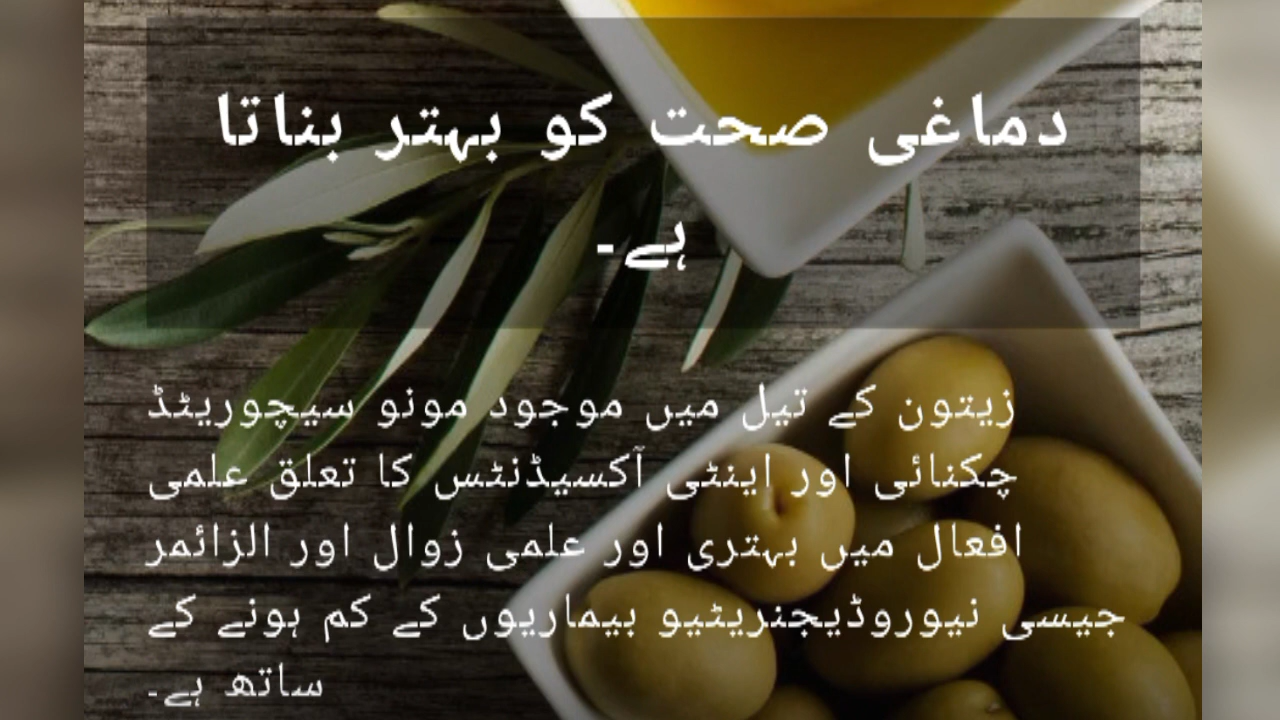 دماغی صحت کو بہتر بناتا
ہے۔
زیتون کے تیل میں موجود مونو سیچوریٹڈ
چکنائی اور اینٹی آکسیڈنٹس کا تعلق علمی
افعال میں بہتری اور علمی زوال اور الزائمر
جیسی نیوروڈیجنریٹیو بیماریوں کے کم ہونے کے
ساتھ ہے۔